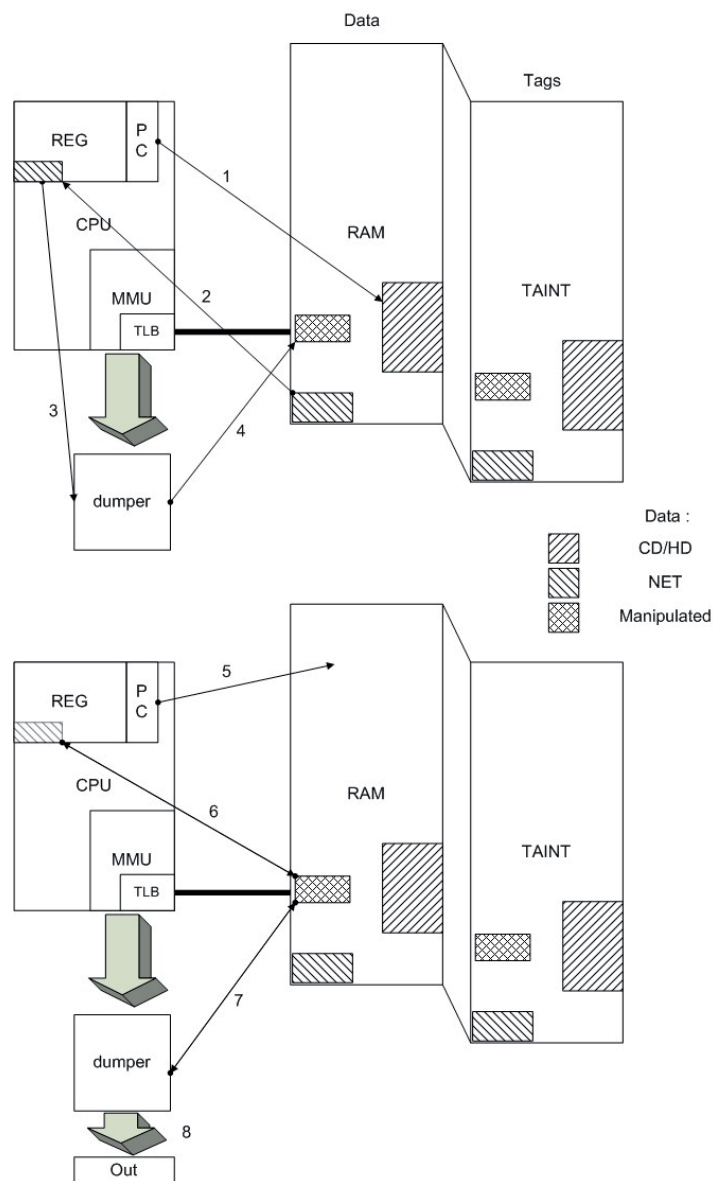 Data
Tags
REG
P
C
1
CPU
RAM
2
MMU
TAINT
TLB
3
4
dumper
Data :
CD/HD
NET
Manipulated
5
REG
P
C
CPU
6
RAM
MMU
TAINT
TLB
7
dumper
8
Out